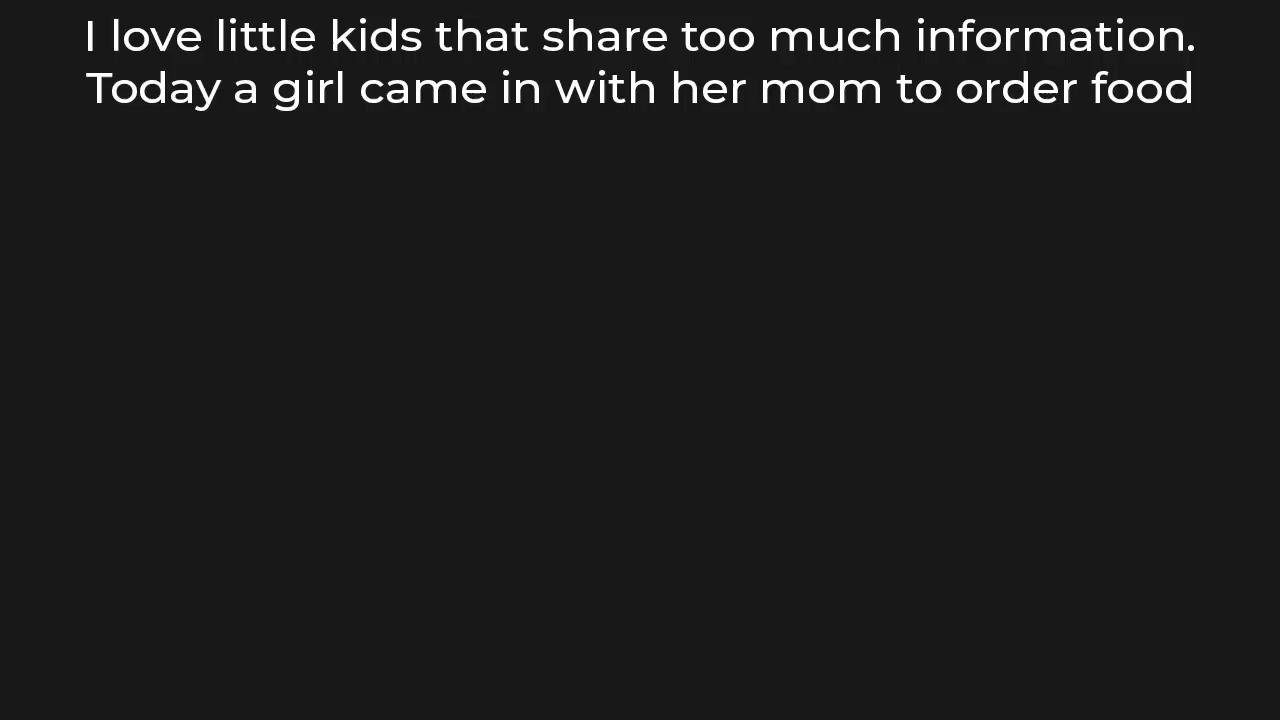 I love little kids that share too much information.
Today a girl came in with her mom to order food